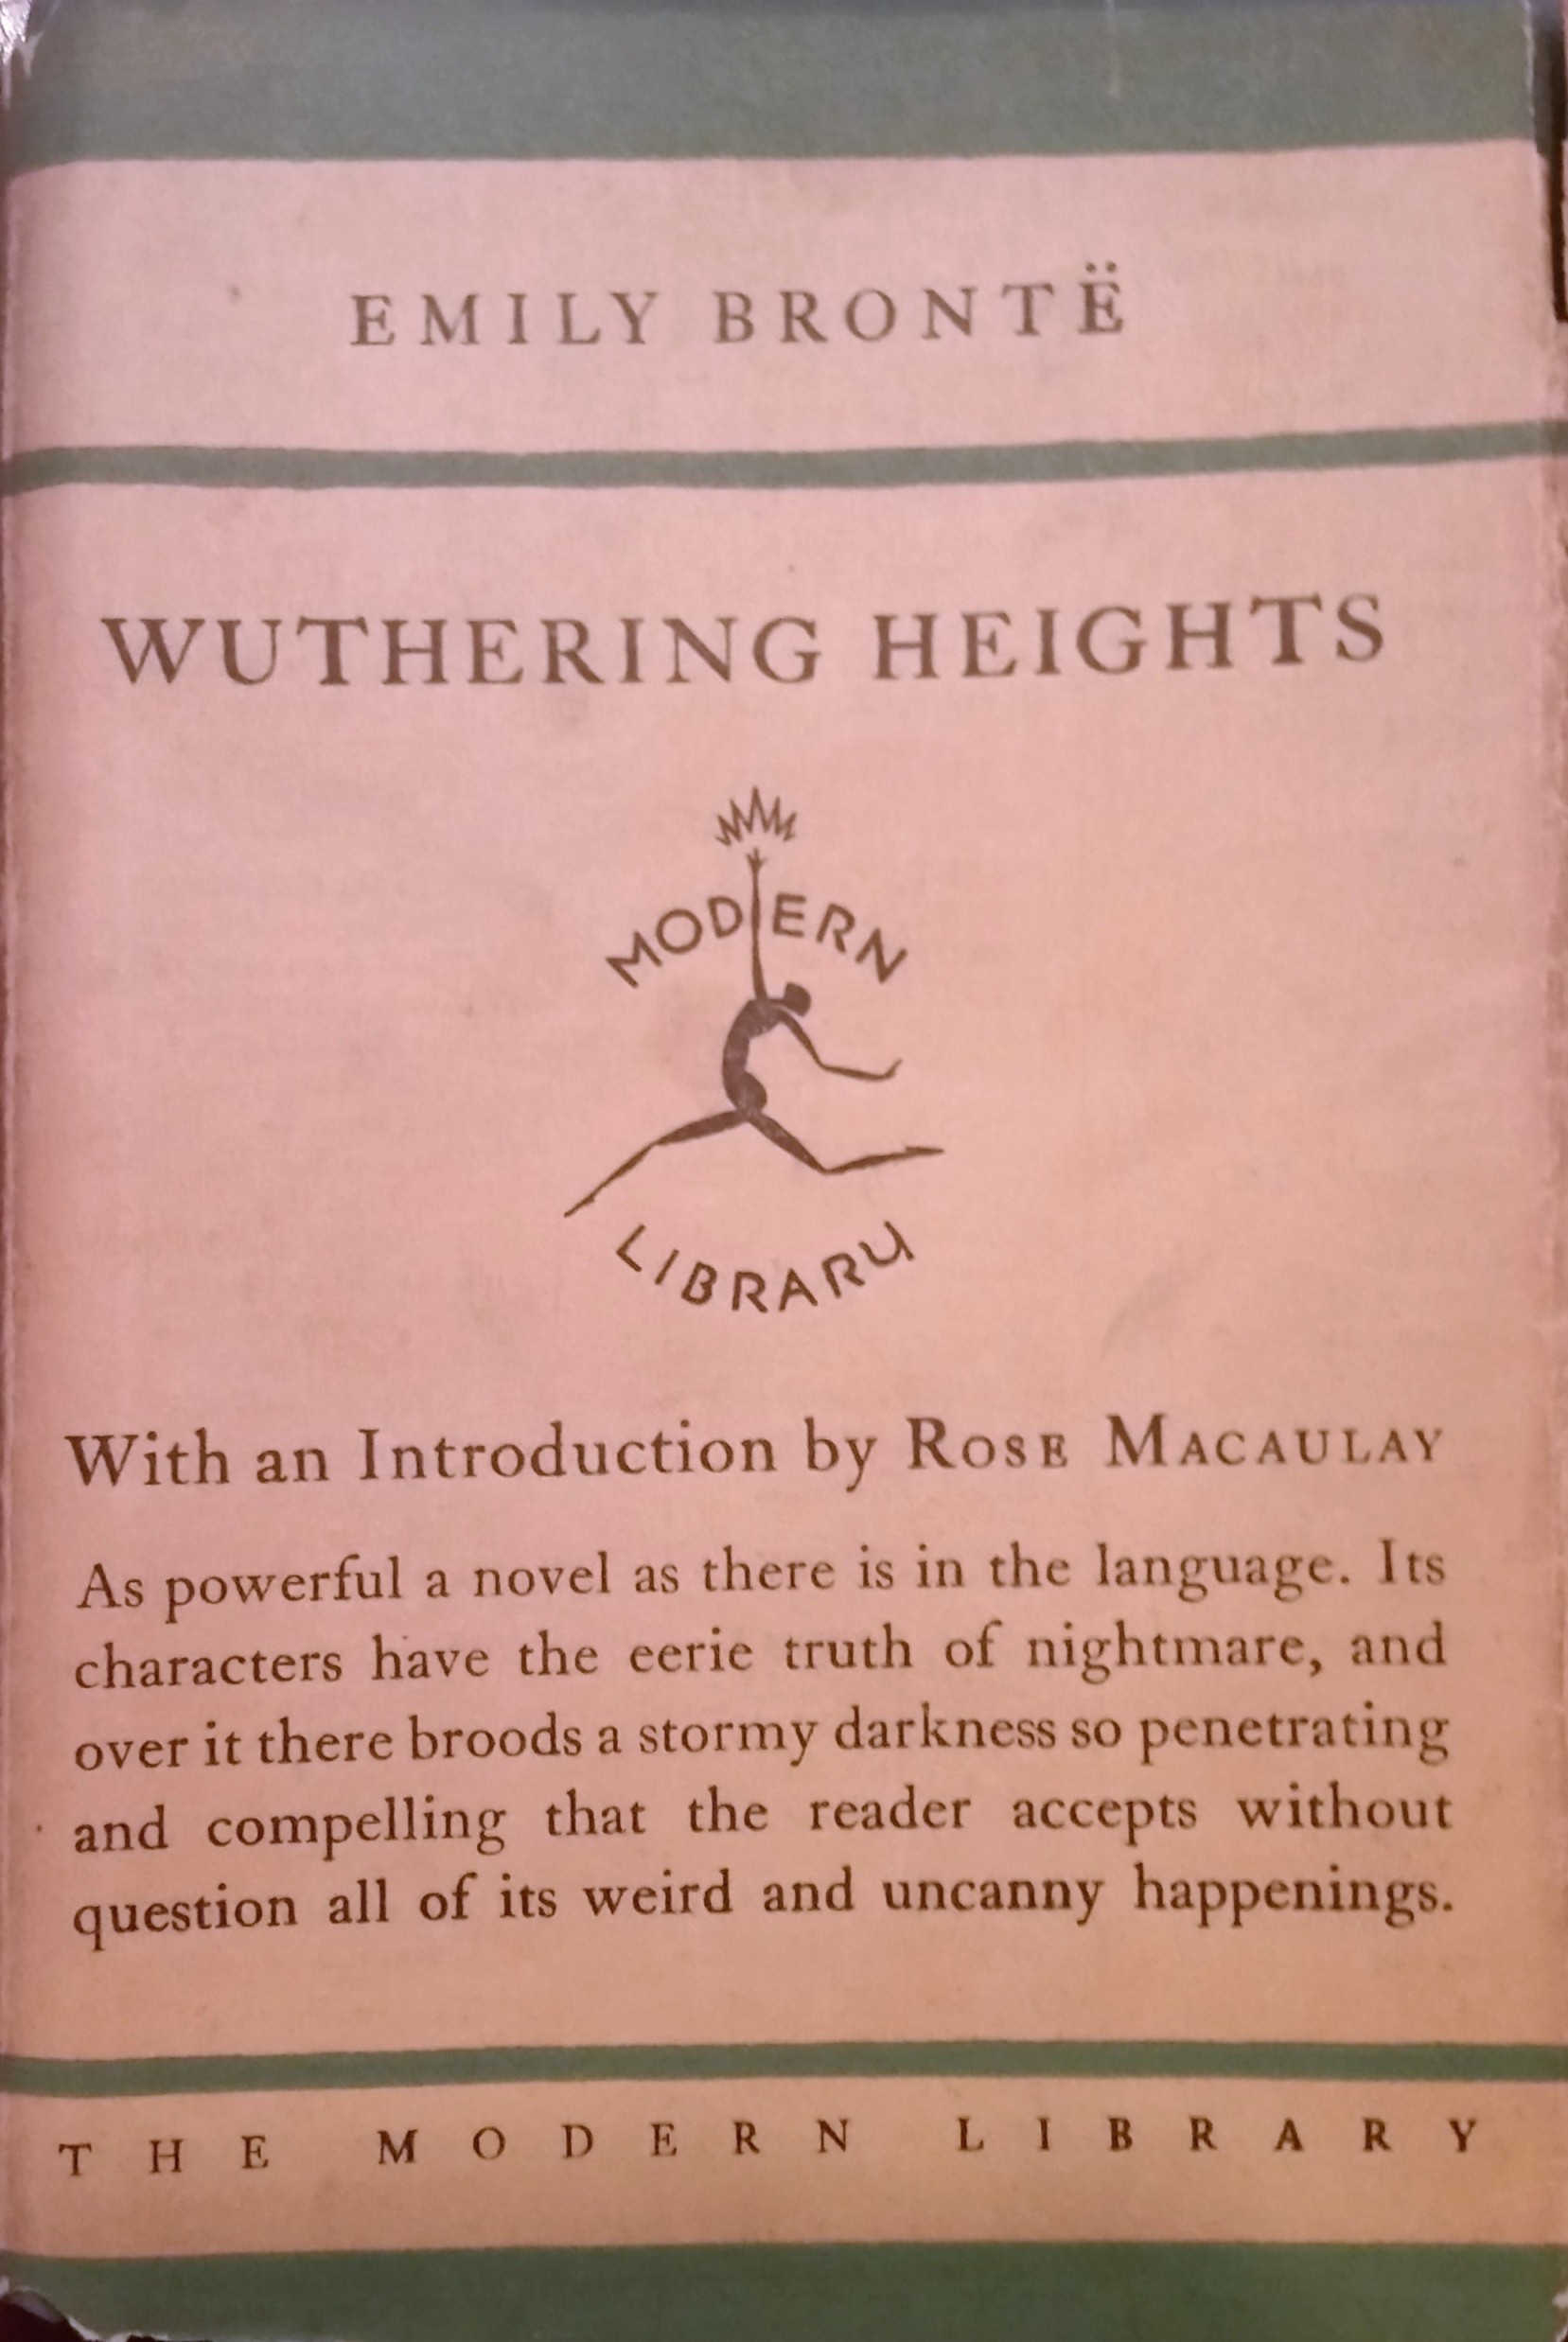 EMILY BRONTË
WUTHERING HEIGHTS
MODERN
LIBRARY
With an Introduction by ROSE MACAULAY
As powerful a novel as there is in the language. Its
characters have the eerie truth of nightmare, and
over it there broods a stormy darkness so penetrating
and compelling that the reader accepts without
question all of its weird and uncanny happenings.
THE MODERN LIBRARY